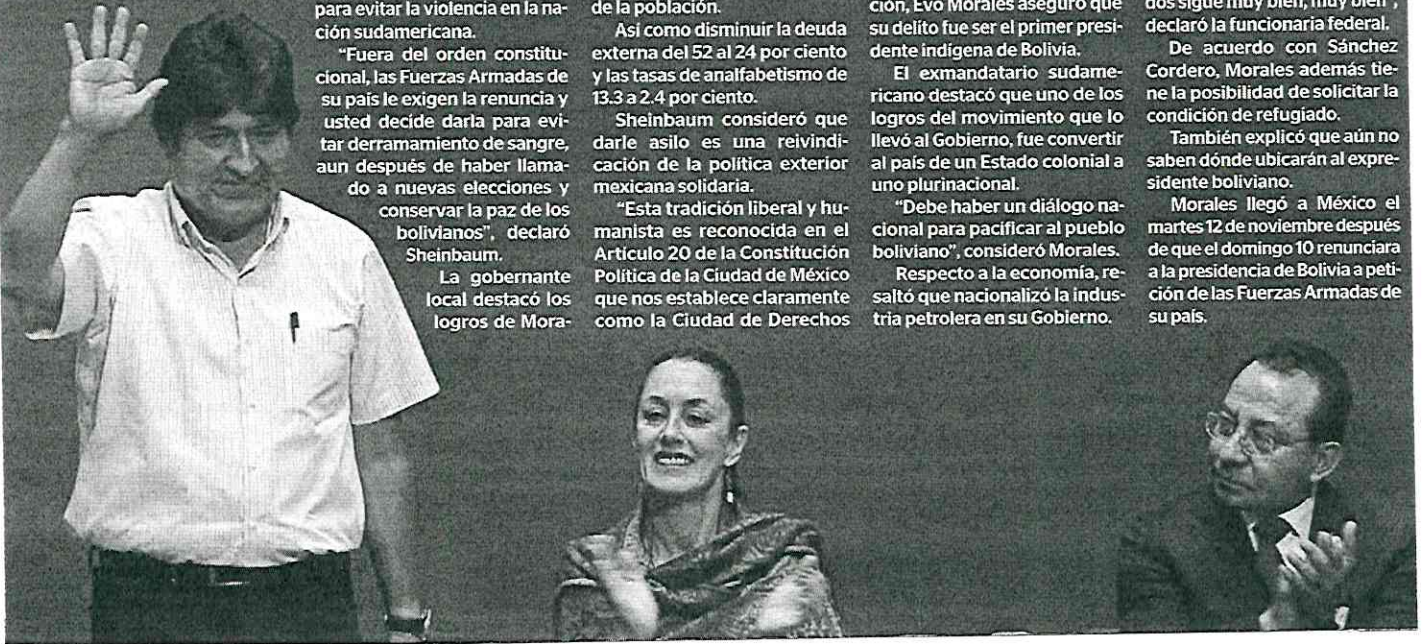 para evitar la violencia en la na-
ción sudamericana.
"Fuera del orden constitu-
cional, las Fuerzas Armadas de
su país le exigen la renuncia y
usted decide darla para evi-
tar derramamiento de sangre,
aun después de haber llama-
do a nuevas elecciones y
conservar la paz de los
bolivianos", declaró
Sheinbaum.
La gobernante
local destacó los
logros de Mora-
de la población.
Así como disminuir la deuda
externa del 52 al 24 por ciento
y las tasas de analfabetismo de
13.3 a 2.4 por ciento.
Sheinbaum consideró que
darle asilo es una reivindi-
cación de la política exterior
mexicana solidaria.
"Esta tradición liberal y hu-
manista es reconocida en el
Artículo 20 de la Constitución
Política de la Ciudad de México
que nos establece claramente
como la Ciudad de Derechos
ción, Evo Morales aseguró que
su delito fue ser el primer presi-
dente indígena de Bolivia.
El exmandatario sudame-
ricano destacó que uno de los
logros del movimiento que lo
llevó al Gobierno, fue convertir
al país de un Estado colonial a
uno plurinacional.
"Debe haber un diálogo na-
cional para pacificar al pueblo
boliviano", consideró Morales.
Respecto a la economía, re-
saltó que nacionalizó la indus-
tria petrolera en su Gobierno.
dos sigue muy bien, muy bien",
declaró la funcionaria federal.
De acuerdo con Sánchez
Cordero, Morales además tie-
ne la posibilidad de solicitar la
condición de refugiado.
También explicó que aún no
saben dónde ubicarán al expre-
sidente boliviano.
Morales llegó a México el
martes 12 de noviembre después
de que el domingo 10 renunciara
a la presidencia de Bolivia a peti-
ción de las Fuerzas Armadas de
su país.